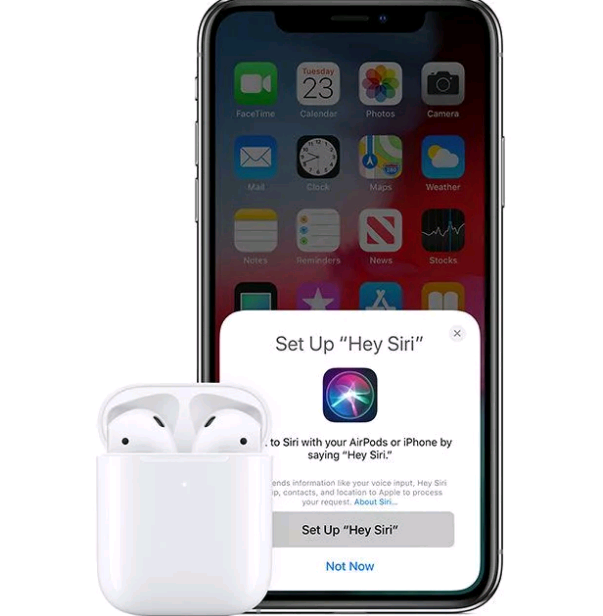 Tuesday
23
FaceTime Calendar Photos Camera
Mail Clock Maps Weather
Notes Reminders News Stocks
Set Up “Hey Siri”
to Siri with your AirPods or iPhone by
saying “Hey Siri.”
information like your voice input, Hey Siri
contacts, and location to Apple to process
your request. About Siri...
Set Up “Hey Siri”
Not Now